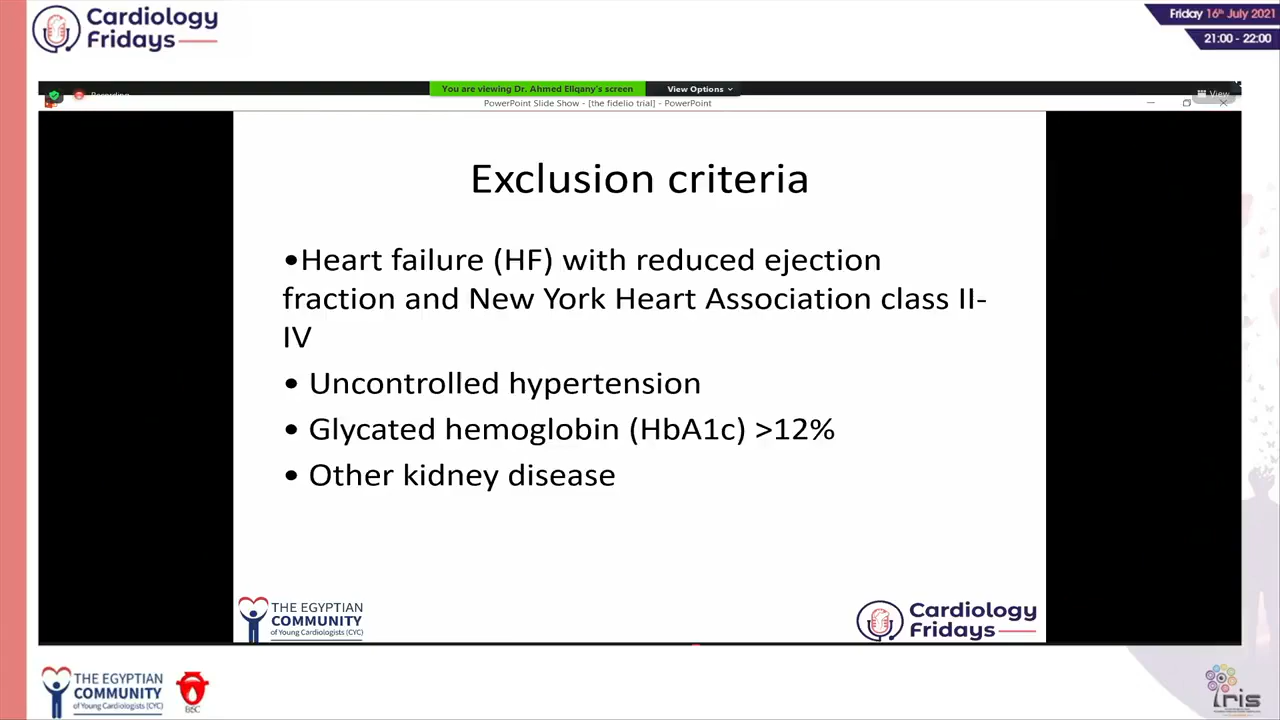 Cardiology
Fridays
Friday 16th July 2021
21:00 - 22:00
You are viewing Dr. Ahmed Ellqany's screen
View Options
Recording
View
PowerPoint Slide Show - [the fidelio trial] - PowerPoint
Exclusion criteria
•Heart failure (HF) with reduced ejection
fraction and New York Heart Association class II-
IV
• Uncontrolled hypertension
• Glycated hemoglobin (HbA1c) >12%
• Other kidney disease
THE EGYPTIAN
COMMUNITY
of Young Cardiologists (CYC)
Cardiology
Fridays
THE EGYPTIAN
COMMUNITY
of Young Cardiologists (CYC)
IRIS